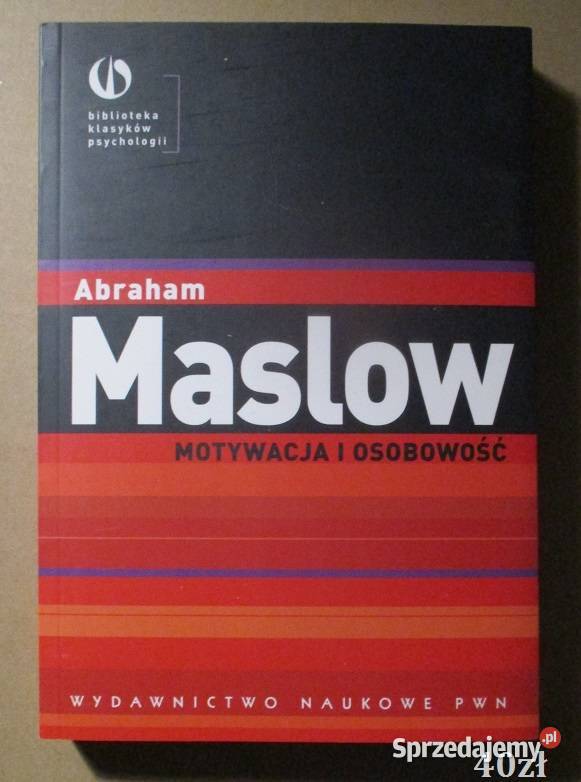 biblioteka
klasyków
psychologii
Abraham
Maslow
MOTYWACJA I OSOBOWOŚĆ
WYDAWNICTWO NAUKOWE PWN
Sprzedajemy.pl
40zł